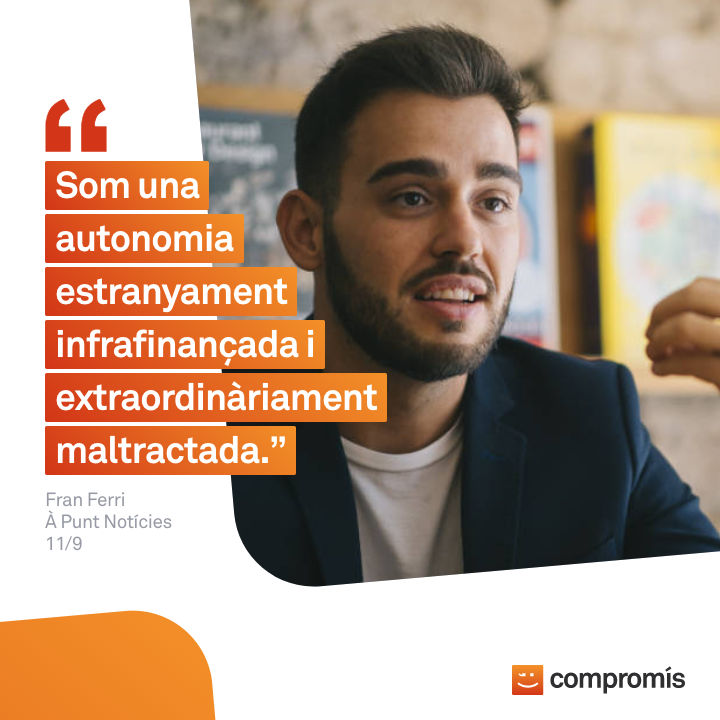 “
Som una
autonomia
estranyament
infrafinançada i
extraordinàriament
maltractada.”
Fran Ferri
À Punt Notícies
11/9
compromís